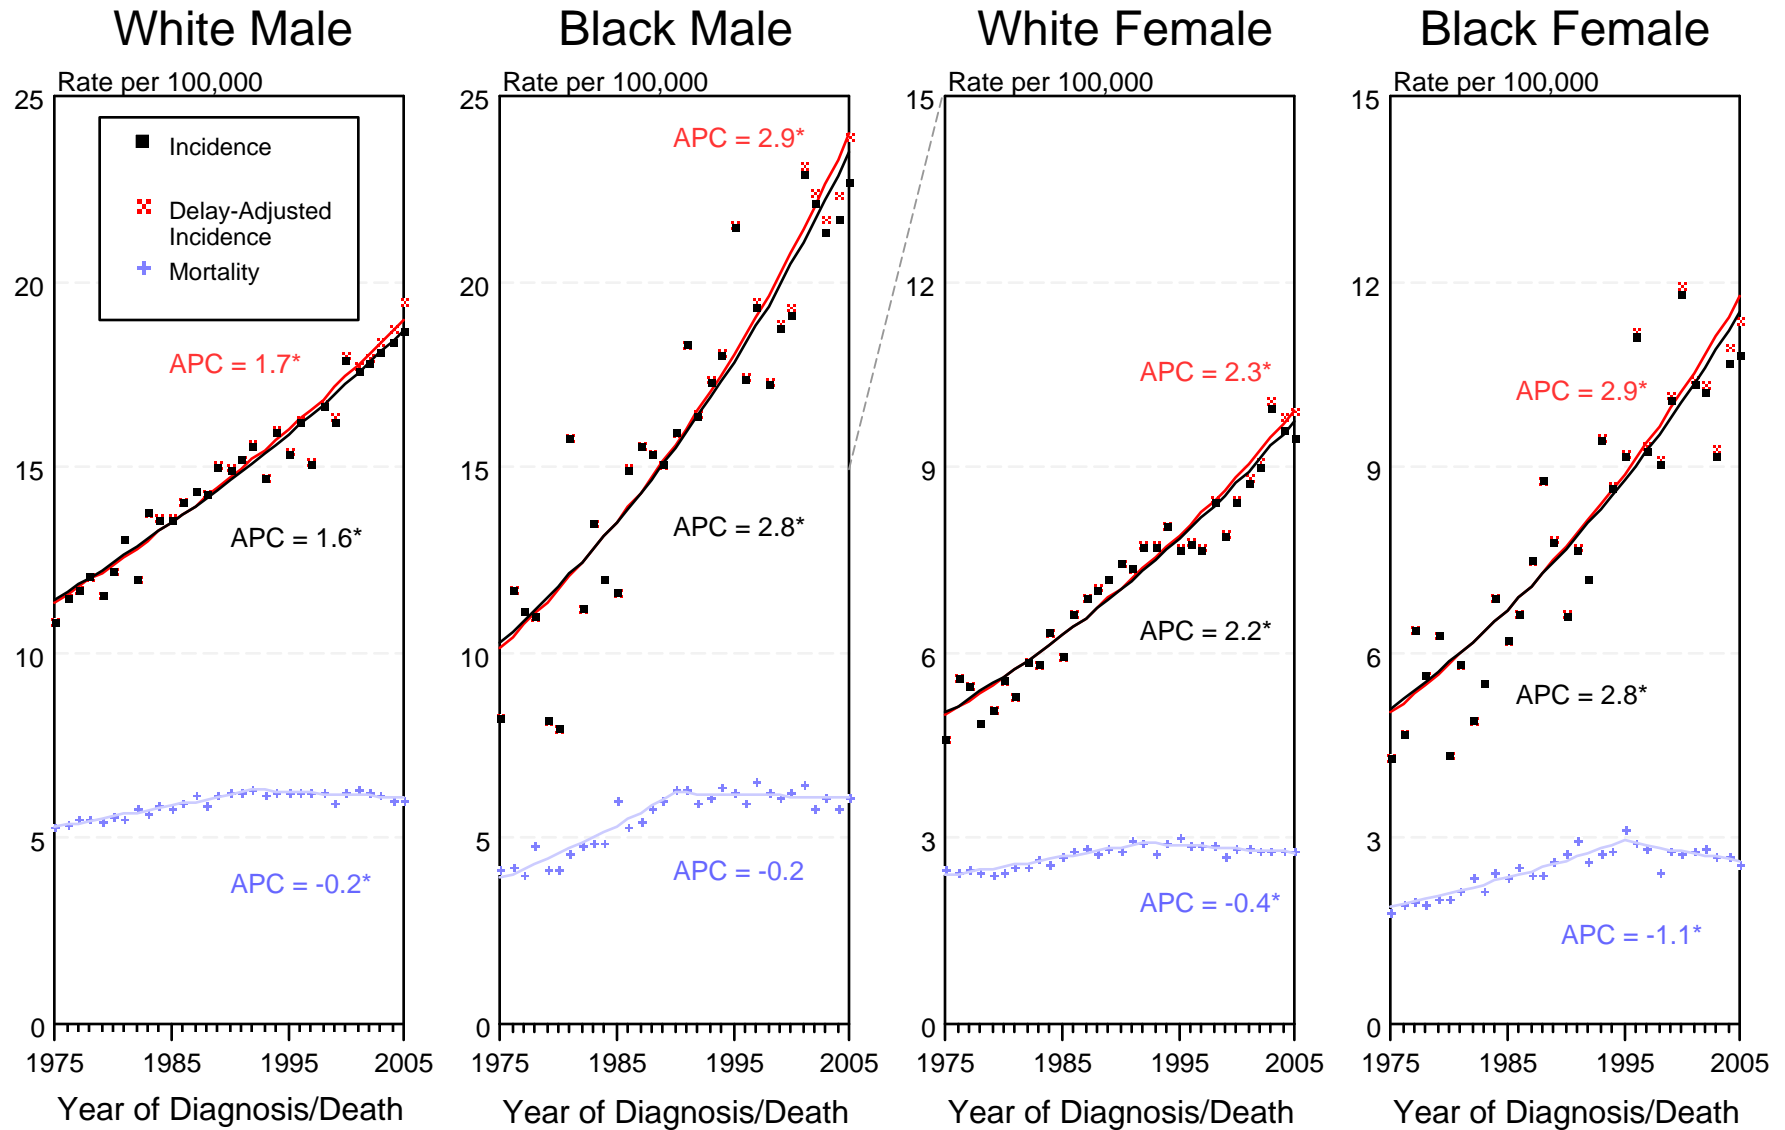 White Male
Black Male
White Female
Black Female
Rate per 100,000
Rate per 100,000
Rate per 100,000
Rate per 100,000
25
20
15
10
5
0
Incidence
Delay-Adjusted
Incidence
Mortality
APC = 1.7*
APC = 1.6*
APC = -0.2*
1975
1985
1995
2005
Year of Diagnosis/Death
25
20
15
10
5
0
APC = 2.9*
APC = 2.8*
APC = -0.2
1975
1985
1995
2005
Year of Diagnosis/Death
15
12
9
6
3
0
APC = 2.3*
APC = 2.2*
APC = -0.4*
1975
1985
1995
2005
Year of Diagnosis/Death
15
12
9
6
3
0
APC = 2.9*
APC = 2.8*
APC = -1.1*
1975
1985
1995
2005
Year of Diagnosis/Death